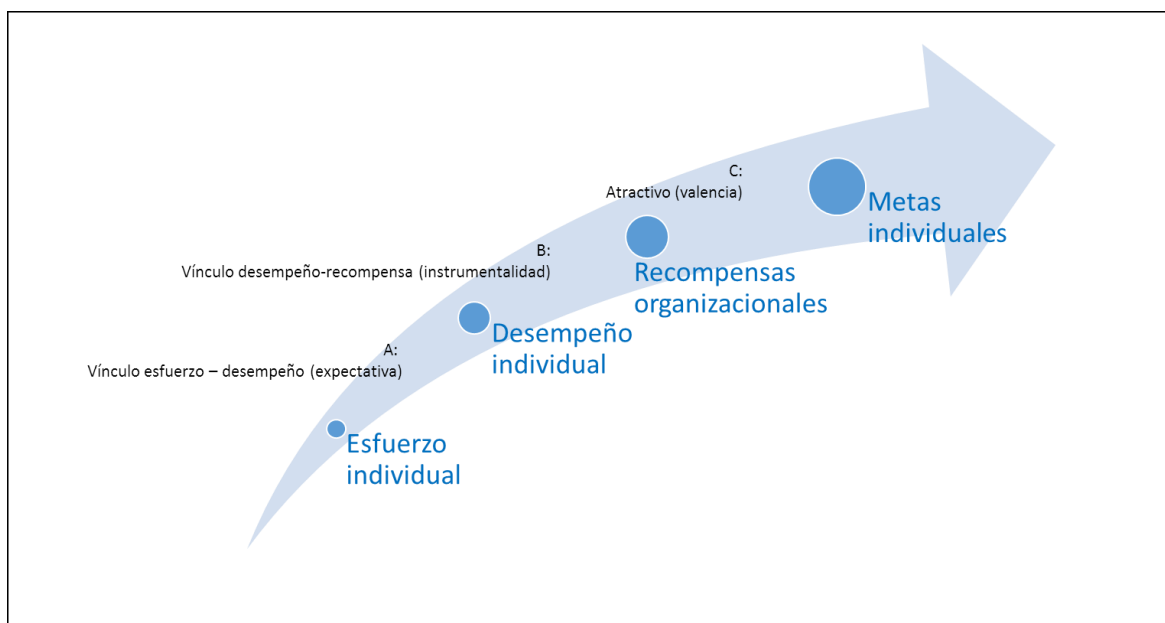 C:
Atractivo (valencia)
Metas
individuales
B:
Vínculo desempeño-recompensa (instrumentalidad)
Recompensas
organizacionales
A:
Vínculo esfuerzo – desempeño (expectativa)
Desempeño
individual
Esfuerzo
individual